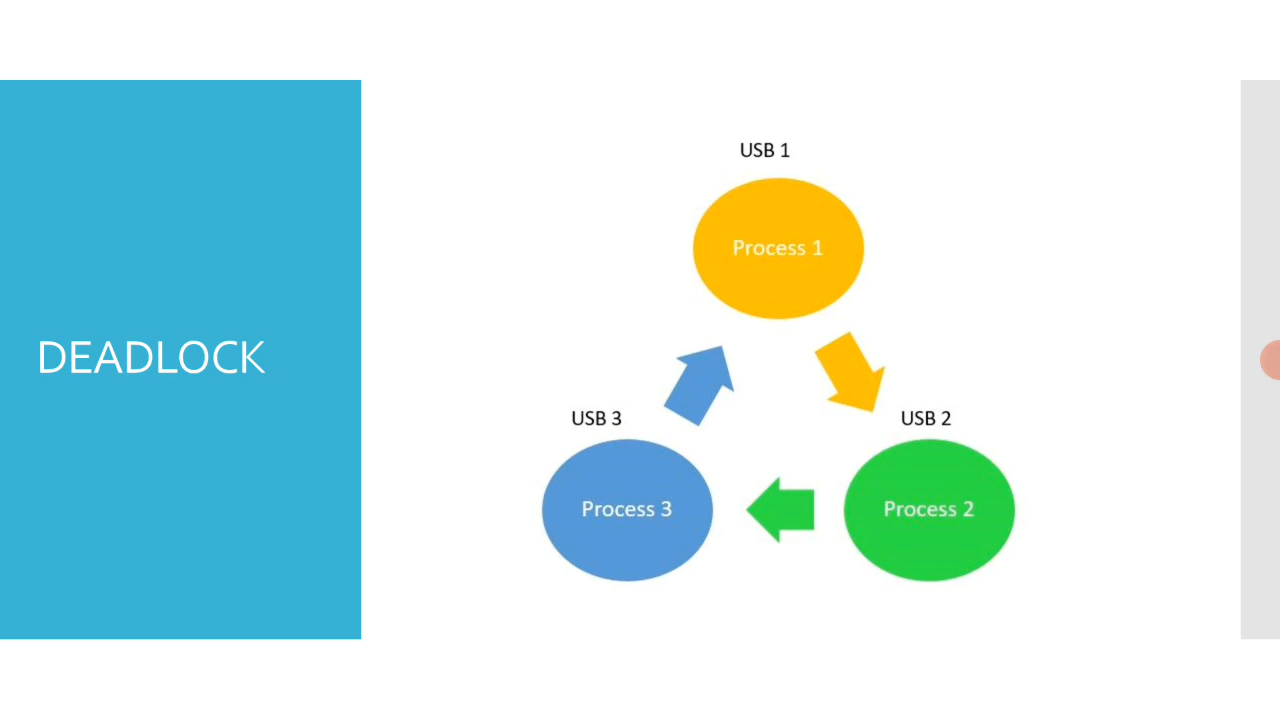 DEADLOCK
USB 1
Process 1
USB 3
USB 2
Process 3
Process 2